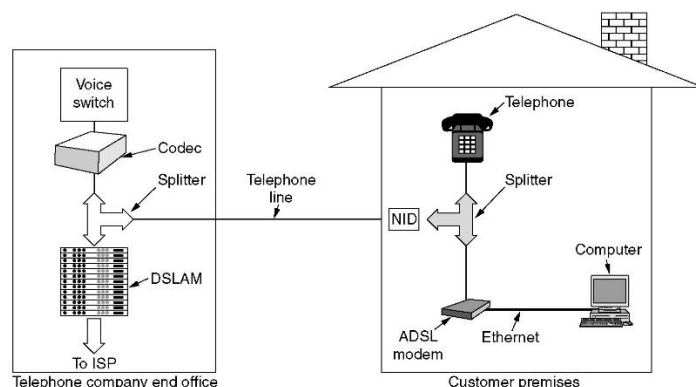 Voice
switch
Codec
Splitter
DSLAM
To ISP
Telephone company end office
Telephone
line
Telephone
Splitter
NID
Computer
ADSL
modem
Ethernet
Customer premises